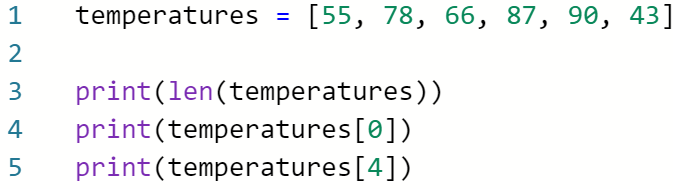 1 temperatures = [55, 78, 66, 87, 90, 43]
2
3 print(len(temperatures))
4 print(temperatures[0])
5 print(temperatures[4])